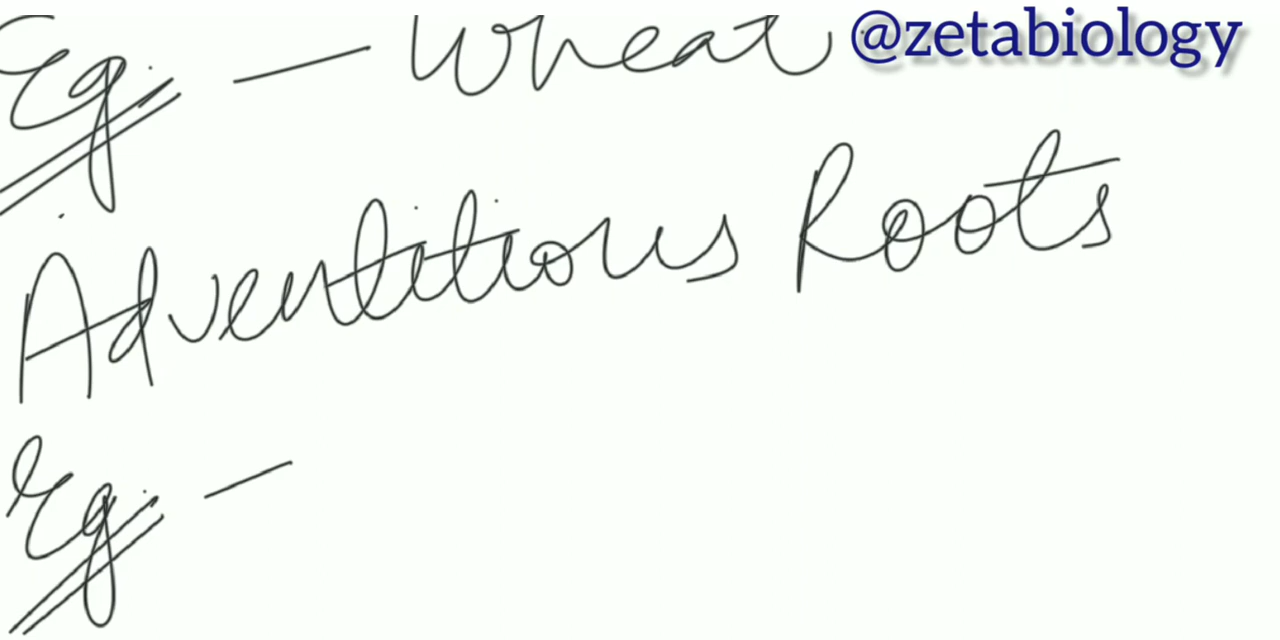 @zetabiology
Eg. — Wheat
Adventitious Roots
Eg. —